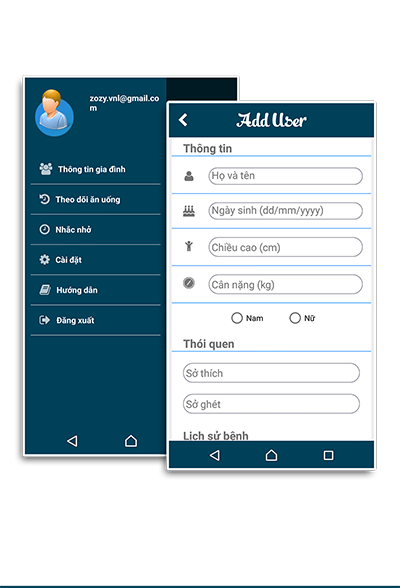 zozy.vnl@gmail.co
m
Thông tin gia đình
Theo dõi ăn uống
Nhắc nhở
Cài đặt
Hướng dẫn
Đăng xuất
Add User
Thông tin
Họ và tên
Ngày sinh (dd/mm/yyyy)
Chiều cao (cm)
Cân nặng (kg)
Nam
Nữ
Thói quen
Sở thích
Sở ghét
Lịch sử bệnh